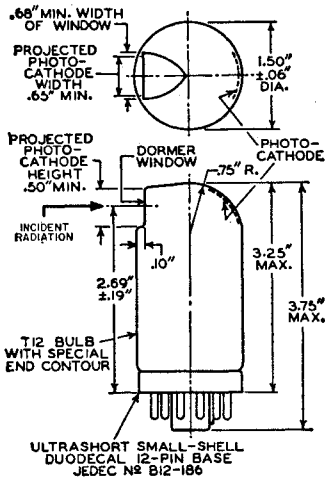 .68" MIN. WIDTH
OF WINDOW
PROJECTED
PHOTO-
CATHODE
WIDTH
.65" MIN.
1.50"
±.06"
DIA.
PROJECTED
PHOTO-
CATHODE
HEIGHT
.50" MIN.
DORMER
WINDOW
PHOTO-
CATHODE
.75" R.
INCIDENT
RADIATION
.10"
2.69"
±.19"
3.25"
MAX.
3.75"
MAX.
T12 BULB
WITH SPECIAL
END CONTOUR
ULTRASHORT SMALL-SHELL
DUODECAL 12-PIN BASE
JEDEC Nº B12-186